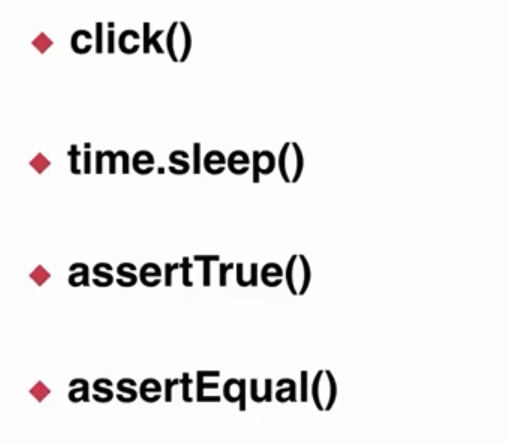 click()
time.sleep()
assertTrue()
assertEqual()